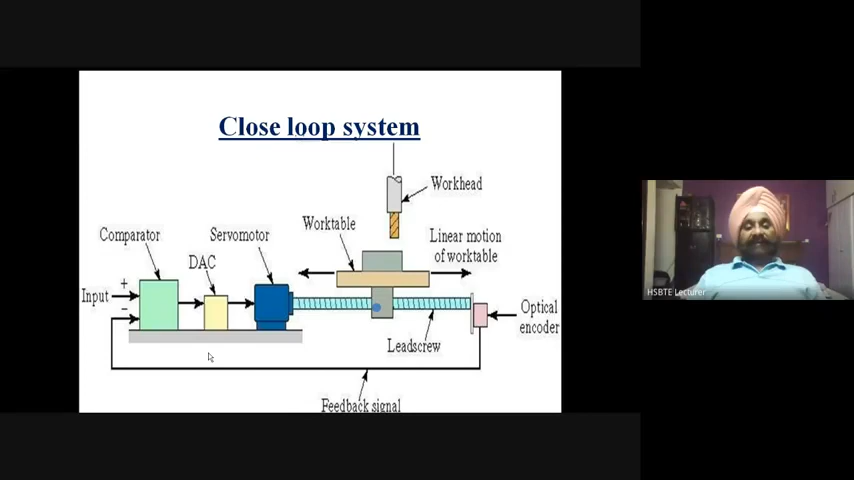 Close loop system
Workhead
Worktable
Linear motion
of worktable
Comparator
Servomotor
DAC
+
Input
−
Optical
encoder
Leadscrew
Feedback signal
HSBTE Lecturer